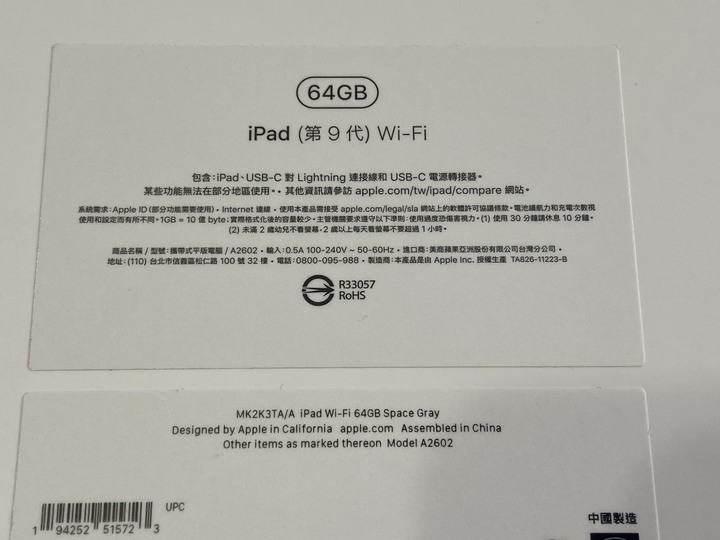 64GB
iPad (第 9 代) Wi-Fi
包含:iPad、USB-C 對 Lightning 連接線和 USB-C 電源轉接器。
某些功能無法在部分地區使用。· 其他資訊請參訪 apple.com/tw/ipad/compare 網站。
系統需求:Apple ID (部分功能需要使用)·Internet 連線·使用本產品需接受 apple.com/legal/sla 網站上的軟體許可協議條款。電池續航力和充電次數視
使用和設定而有所不同。1GB = 10 億 byte;實際格式化後的容量較少。主管機關要求遵守以下準則:使用過度恐傷害視力。(1) 使用 30 分鐘請休息 10 分鐘。
(2) 未滿 2 歲幼兒不看螢幕,2 歲以上每天看螢幕不要超過 1 小時。
商品名稱 / 型號:攜帶式平版電腦 / A2602·輸入:0.5A 100-240V ~ 50-60Hz·進口商:美商蘋果亞洲股份有限公司台灣分公司·
地址:(110) 台北市信義區松仁路 100 號 32 樓·電話:0800-095-988·製造商:本產品是由 Apple Inc. 授權生產 TA826-11223-B
R33057
RoHS
MK2K3TA/A iPad Wi-Fi 64GB Space Gray
Designed by Apple in California apple.com Assembled in China
Other items as marked thereon Model A2602
UPC
1 94252 51572 3
中國製造